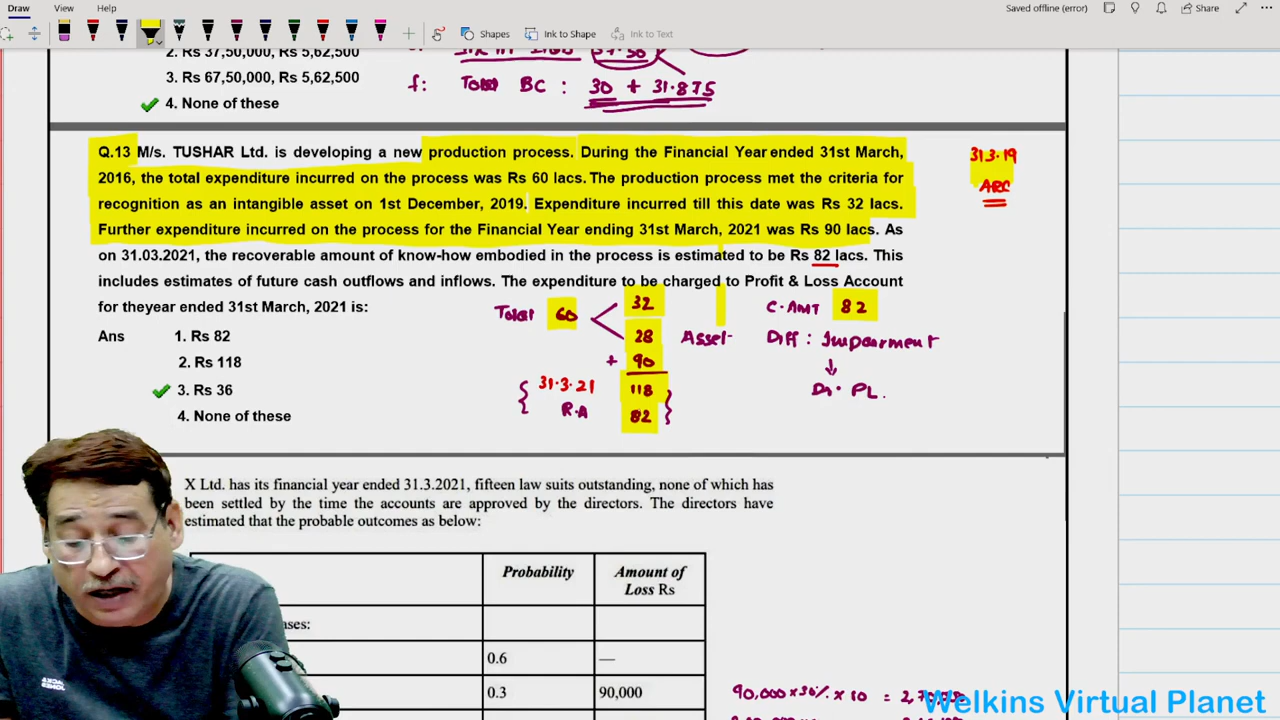 Draw View Help Saved offline (error) Share
Shapes Ink to Shape Ink to Text
2. Rs 37,50,000, Rs 5,62,500
3. Rs 67,50,000, Rs 5,62,500
4. None of these
f: Total BC : 30 + 31.875
Q.13 M/s. TUSHAR Ltd. is developing a new production process. During the Financial Year ended 31st March,
2016, the total expenditure incurred on the process was Rs 60 lacs. The production process met the criteria for
recognition as an intangible asset on 1st December, 2019. Expenditure incurred till this date was Rs 32 lacs.
Further expenditure incurred on the process for the Financial Year ending 31st March, 2021 was Rs 90 lacs. As
on 31.03.2021, the recoverable amount of know-how embodied in the process is estimated to be Rs 82 lacs. This
includes estimates of future cash outflows and inflows. The expenditure to be charged to Profit & Loss Account
for theyear ended 31st March, 2021 is:
31.3.19
Ans 1. Rs 82
2. Rs 118
3. Rs 36
4. None of these
Total 60
32
28 Asset
+ 90
31.3.21 118
R.A 82
C.AMT 82
Diff : Impairment
Dr. PL.
X Ltd. has its financial year ended 31.3.2021, fifteen law suits outstanding, none of which has
been settled by the time the accounts are approved by the directors. The directors have
estimated that the probable outcomes as below:
Probability Amount of
Loss Rs
ases:
0.6 —
0.3 90,000
90,000 x 30% x 10 =
Welkins Virtual Planet